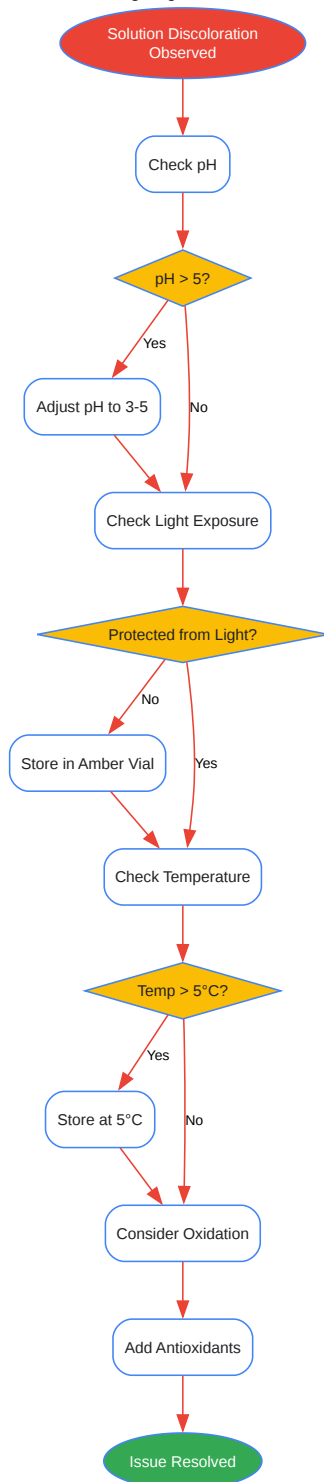 Solution Discoloration
Observed
Check pH
pH > 5?
Yes
Adjust pH to 3-5
No
Check Light Exposure
Protected from Light?
No
Store in Amber Vial
Yes
Check Temperature
Temp > 5°C?
Yes
Store at 5°C
No
Consider Oxidation
Add Antioxidants
Issue Resolved